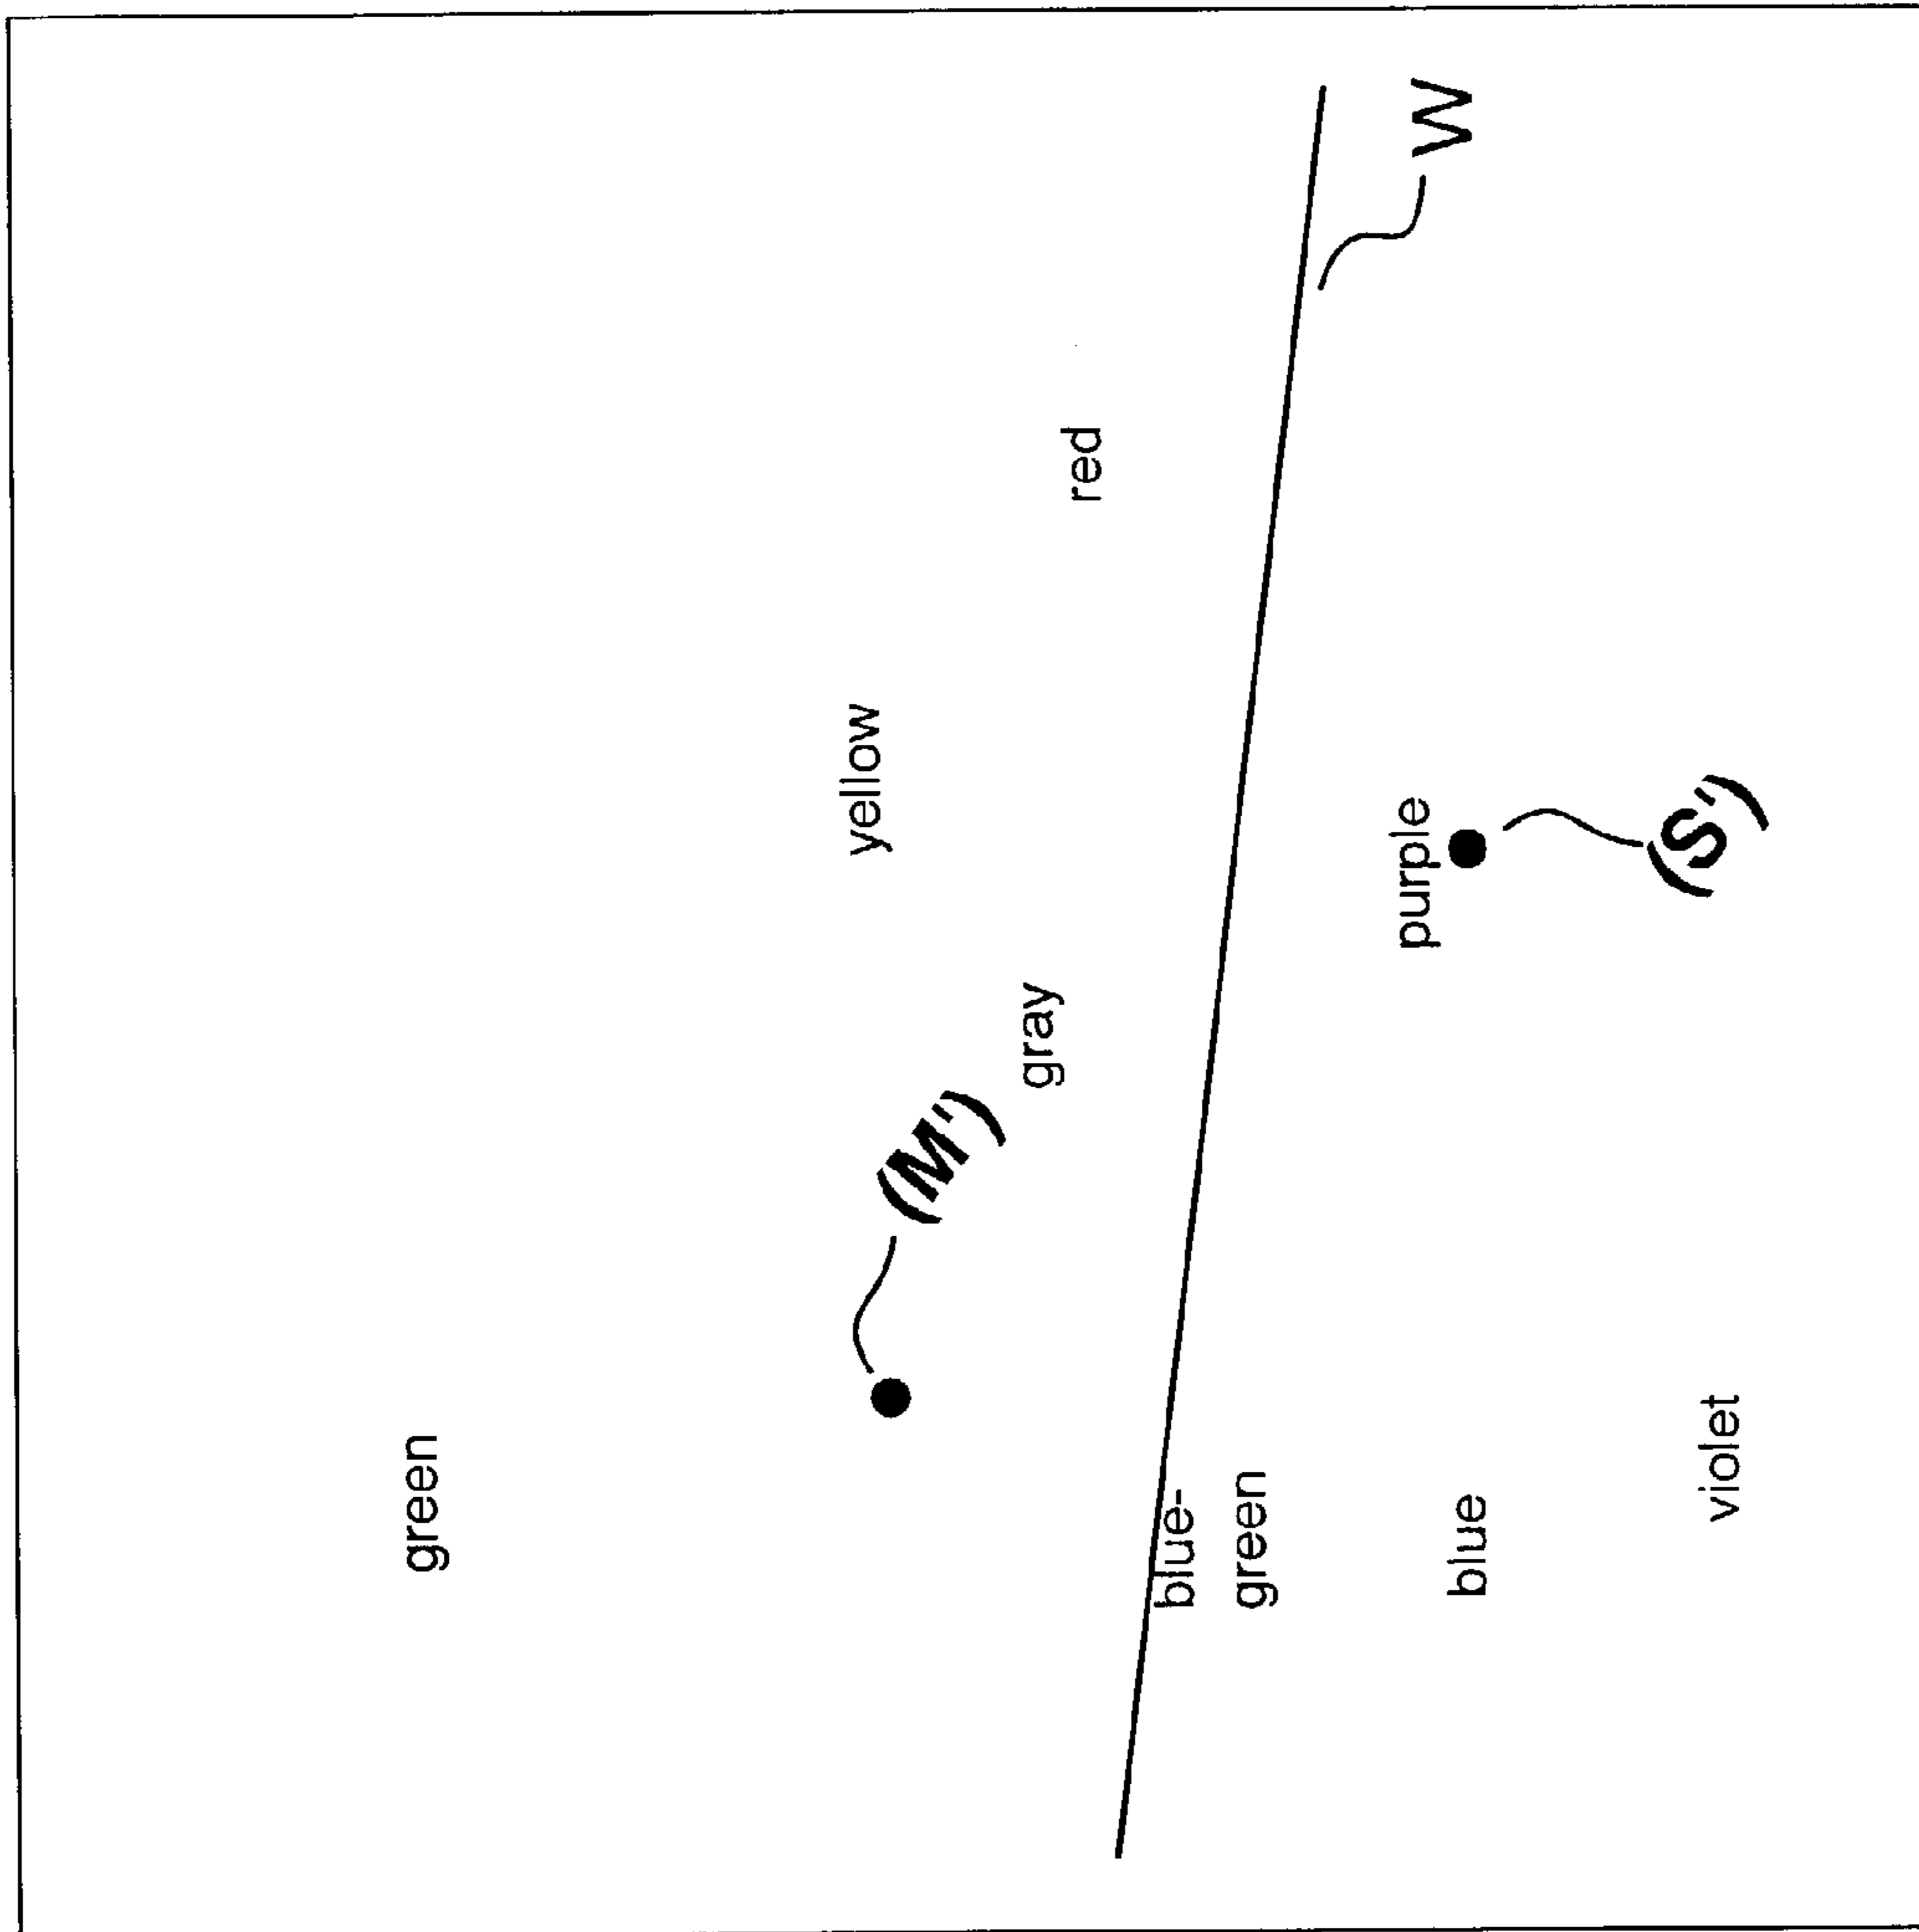 green
yellow
(M')
gray
red
blue-
green
purple
W
blue
(S')
violet